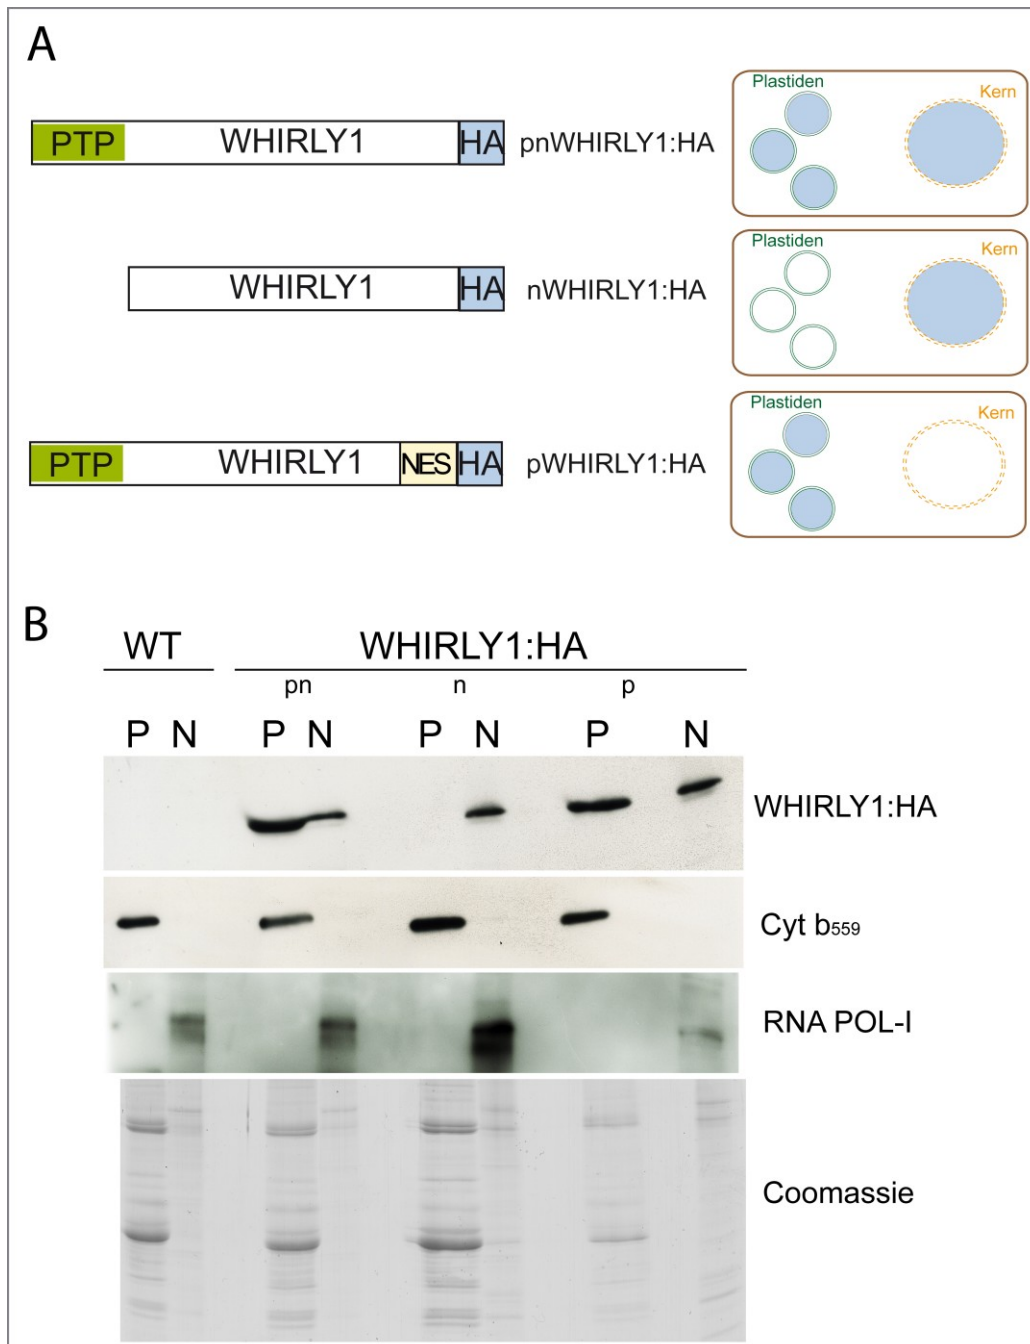 A
PTP WHIRLY1 HA pnWHIRLY1:HA
Plastiden Kern
WHIRLY1 HA nWHIRLY1:HA
Plastiden Kern
PTP WHIRLY1 NES HA pWHIRLY1:HA
Plastiden Kern
B
WT WHIRLY1:HA
pn n p
P N P N P N P N
WHIRLY1:HA
Cyt b559
RNA POL-I
Coomassie